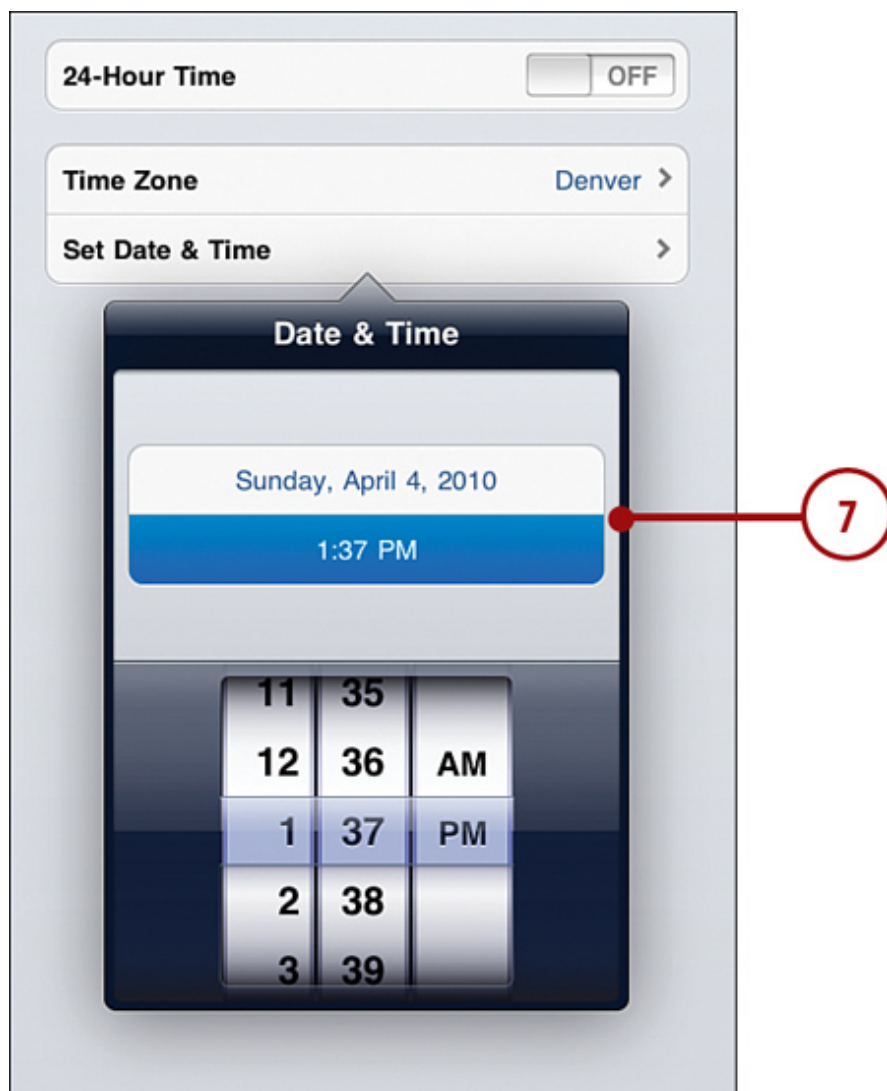 24-Hour Time OFF
Time Zone Denver >
Set Date & Time >
Date & Time
Sunday, April 4, 2010
7
1:37 PM
11 35
12 36 AM
1 37 PM
2 38
3 39